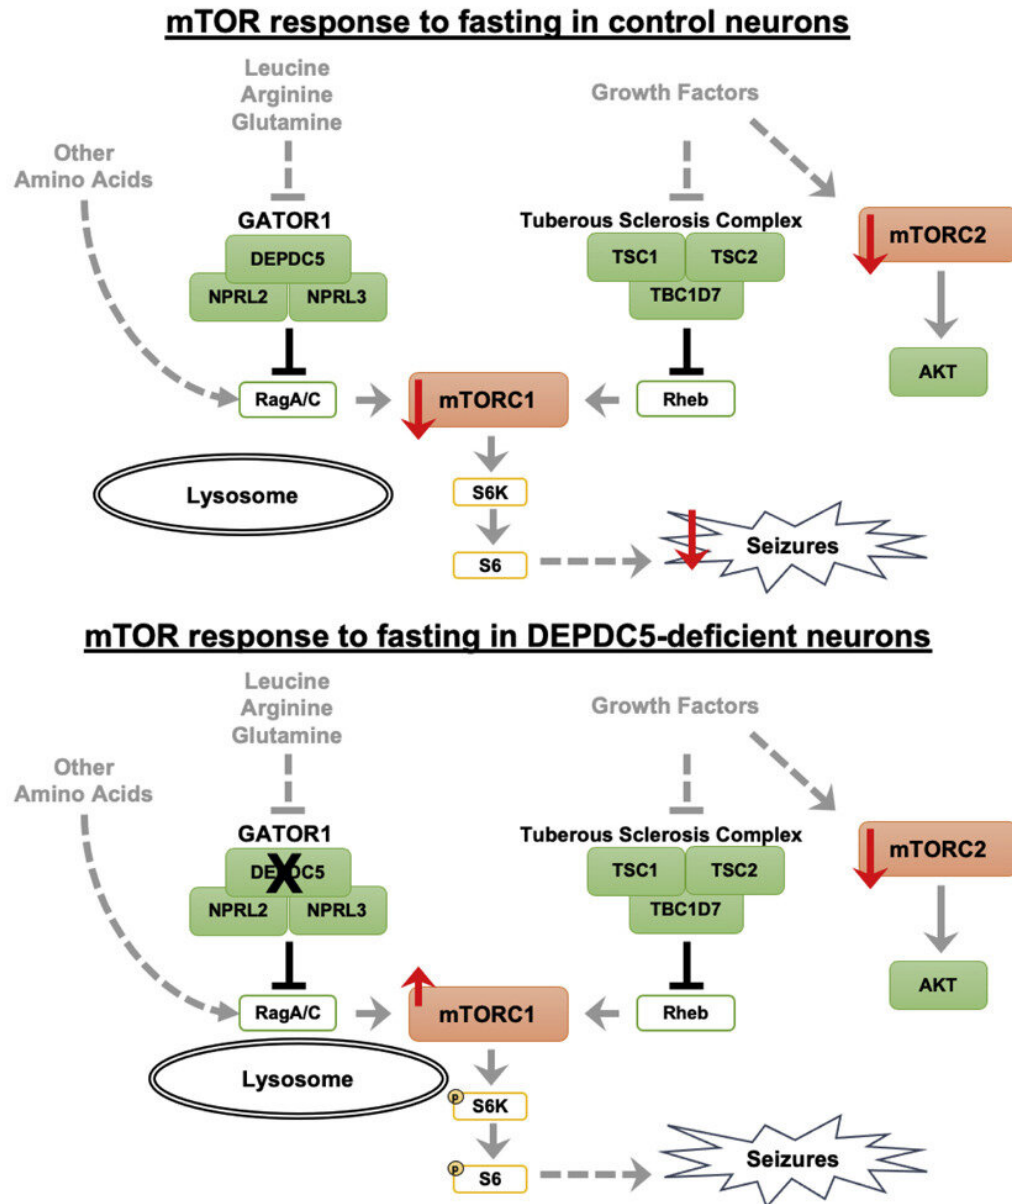 mTOR response to fasting in control neurons
Leucine
Arginine
Glutamine
Growth Factors
Other
Amino Acids
GATOR1
Tuberous Sclerosis Complex
DEPDC5
TSC1
TSC2
mTORC2
NPRL2
NPRL3
TBC1D7
AKT
RagA/C
mTORC1
Rheb
Lysosome
S6K
S6
Seizures
mTOR response to fasting in DEPDC5-deficient neurons
Leucine
Arginine
Glutamine
Growth Factors
Other
Amino Acids
GATOR1
Tuberous Sclerosis Complex
DEPDC5
TSC1
TSC2
mTORC2
NPRL2
NPRL3
TBC1D7
AKT
RagA/C
mTORC1
Rheb
Lysosome
P
S6K
P
S6
Seizures